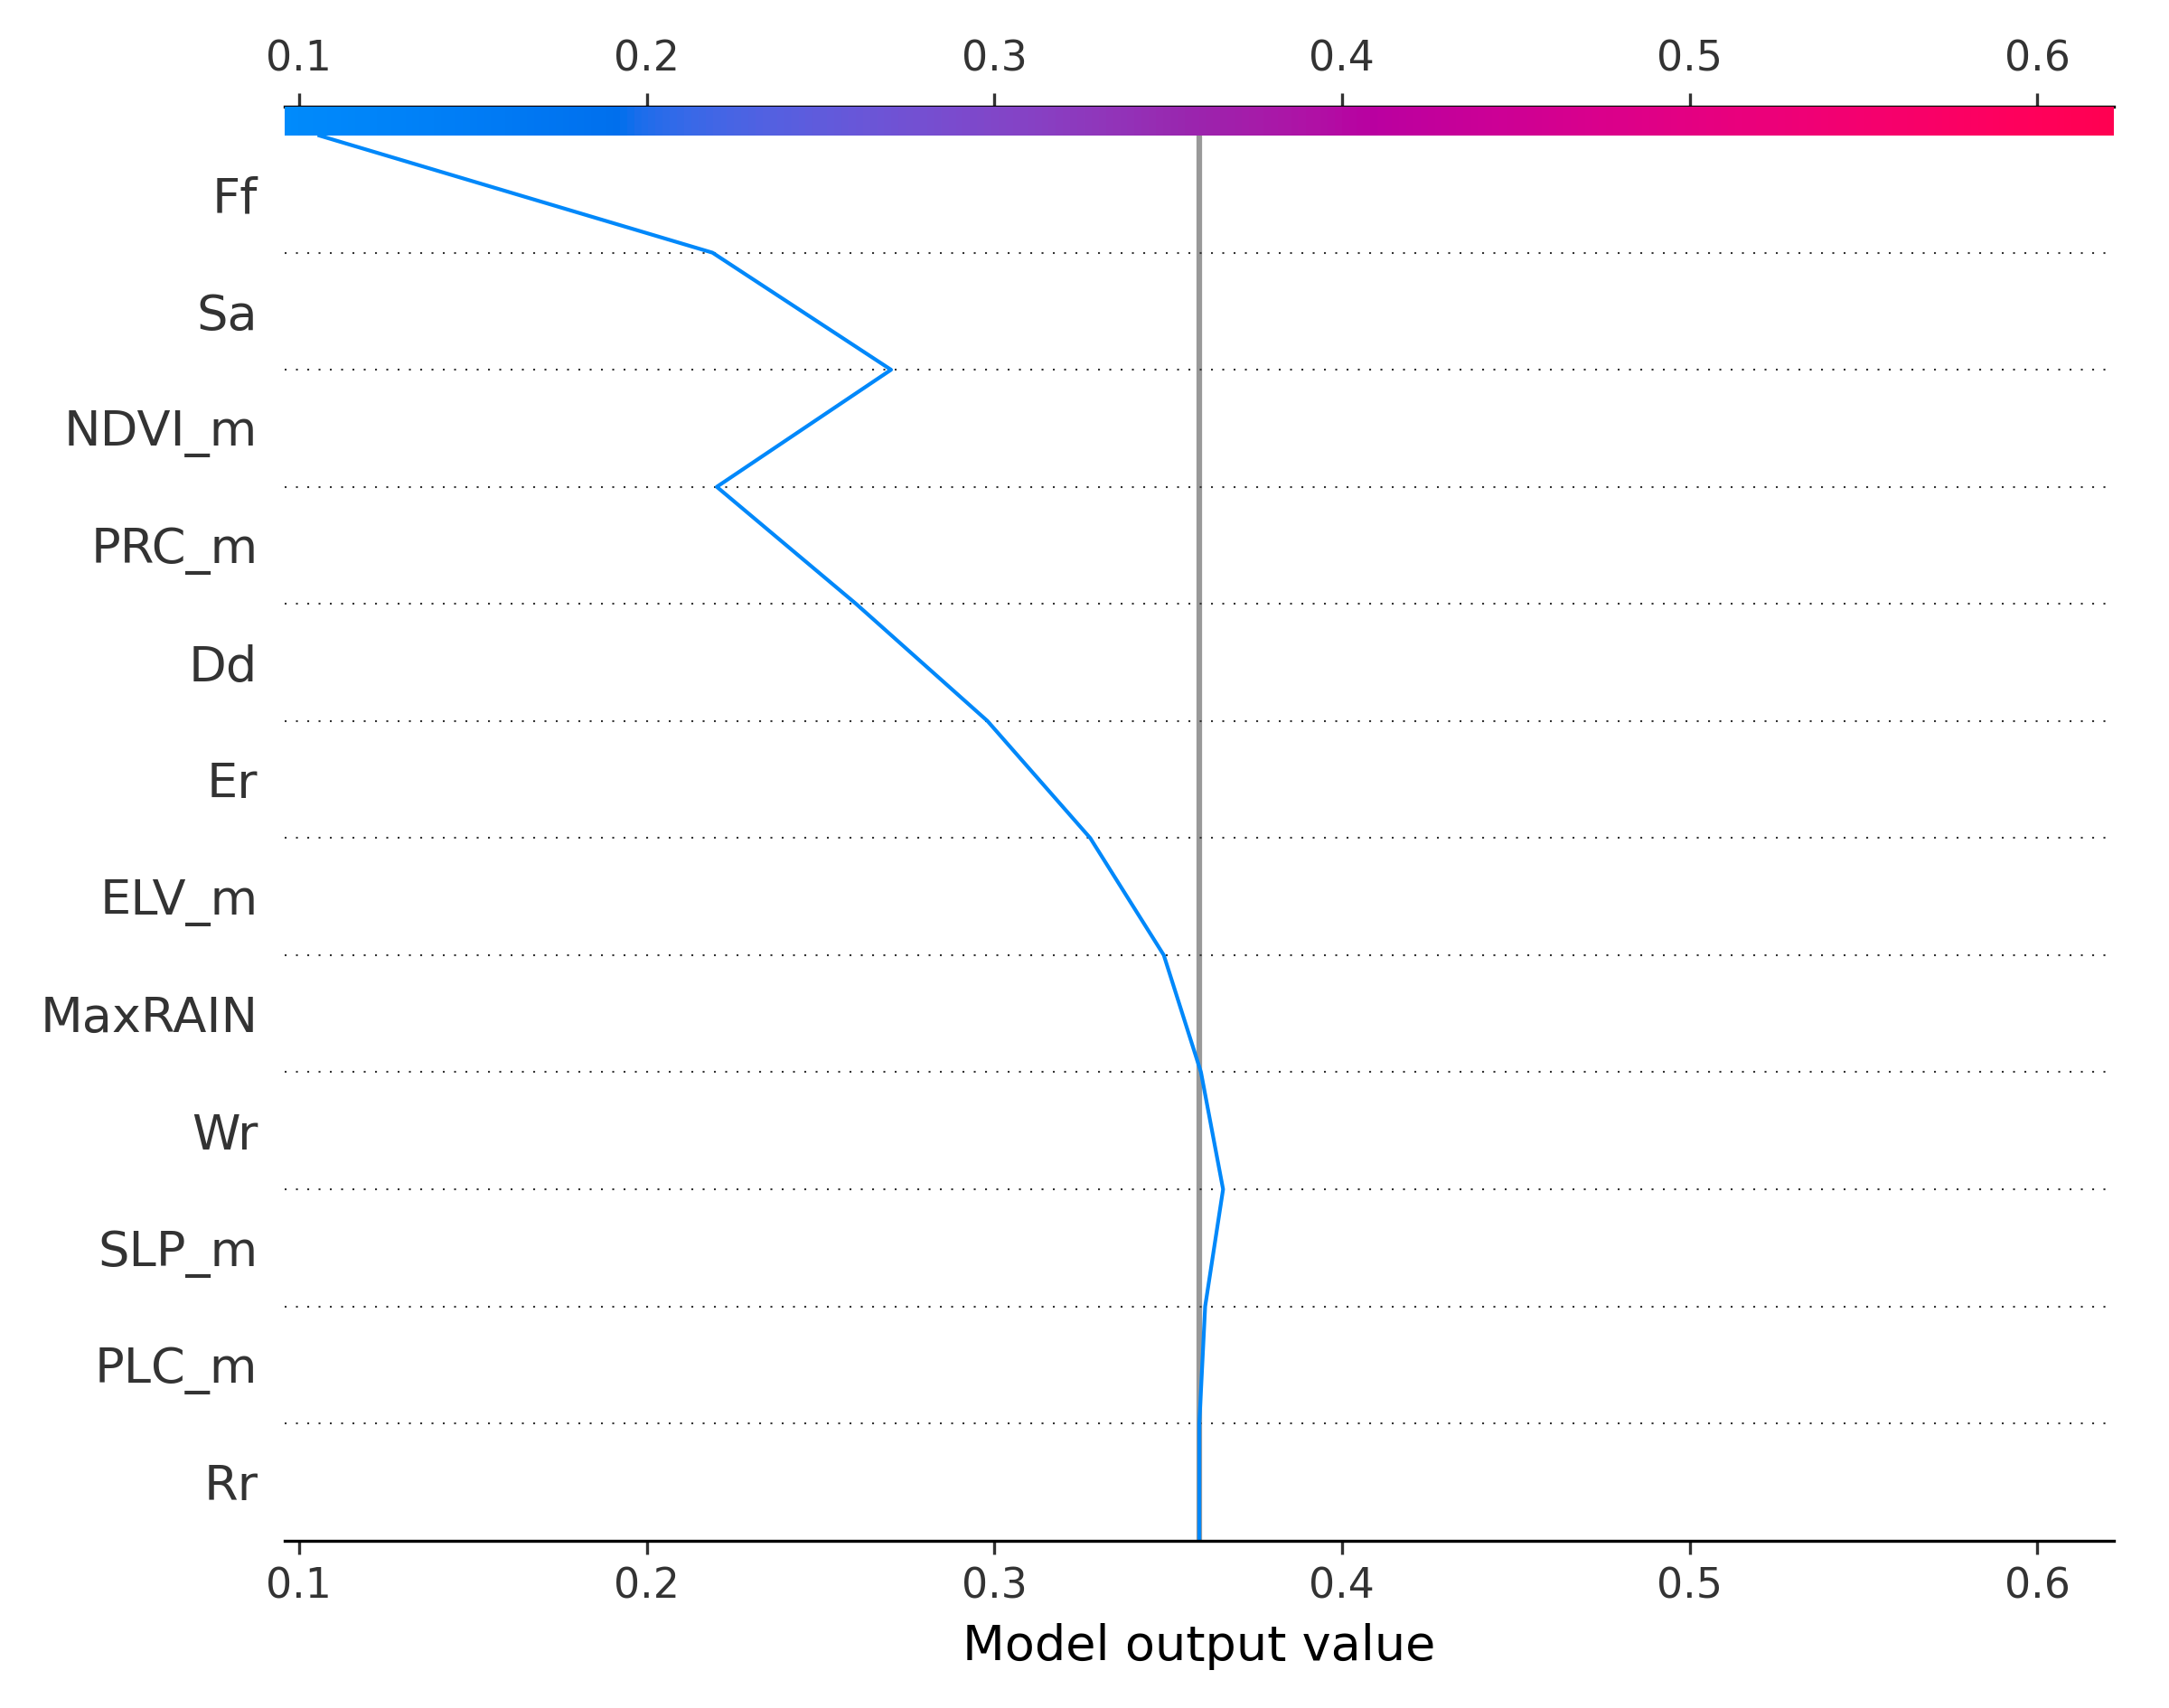 0.1 0.2 0.3 0.4 0.5 0.6
Ff
Sa
NDVI_m
PRC_m
Dd
Er
ELV_m
MaxRAIN
Wr
SLP_m
PLC_m
Rr
0.1 0.2 0.3 0.4 0.5 0.6
Model output value